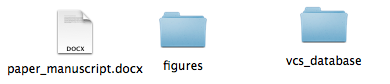 DOCX
paper_manuscript.docx
figures
vcs_database